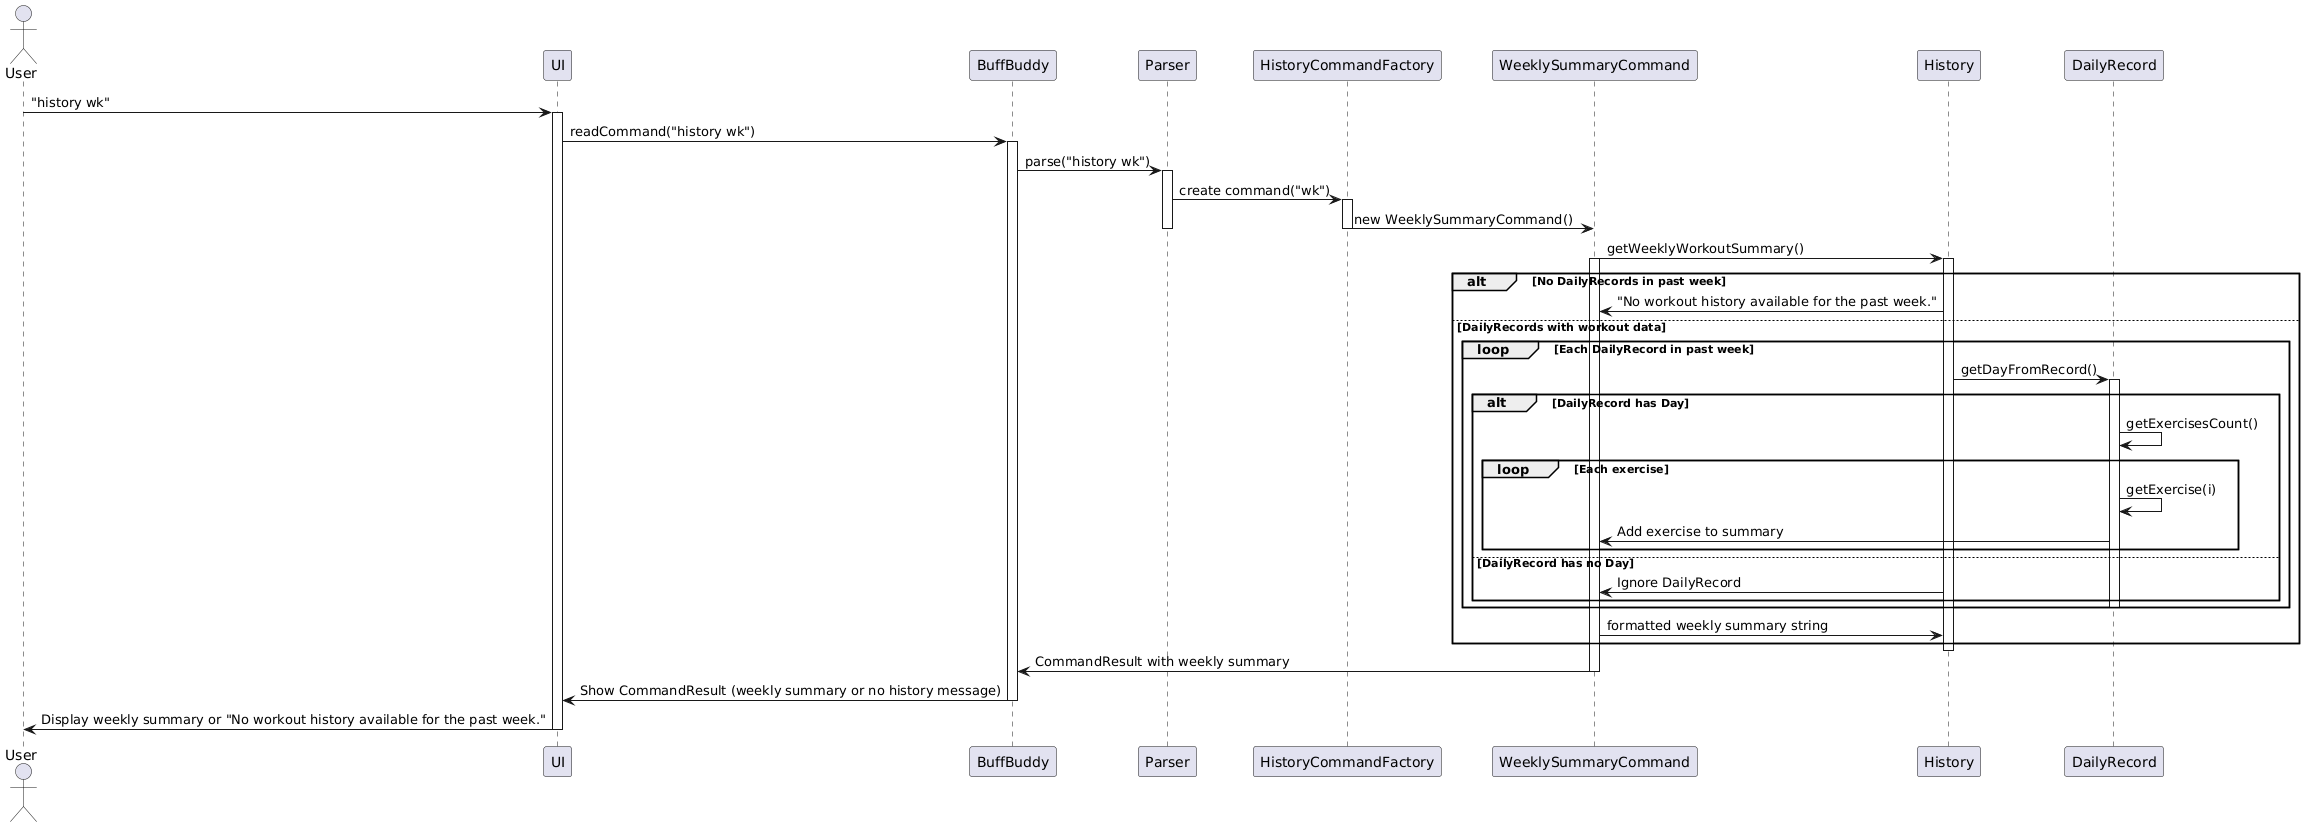 User
UI
BuffBuddy
Parser
HistoryCommandFactory
WeeklySummaryCommand
History
DailyRecord
"history wk"
readCommand("history wk")
parse("history wk")
create command("wk")
new WeeklySummaryCommand()
getWeeklyWorkoutSummary()
alt
[No DailyRecords in past week]
"No workout history available for the past week."
[DailyRecords with workout data]
loop
[Each DailyRecord in past week]
getDayFromRecord()
alt
[DailyRecord has Day]
getExercisesCount()
loop
[Each exercise]
getExercise(i)
Add exercise to summary
[DailyRecord has no Day]
Ignore DailyRecord
formatted weekly summary string
CommandResult with weekly summary
Show CommandResult (weekly summary or no history message)
Display weekly summary or "No workout history available for the past week."
User
UI
BuffBuddy
Parser
HistoryCommandFactory
WeeklySummaryCommand
History
DailyRecord